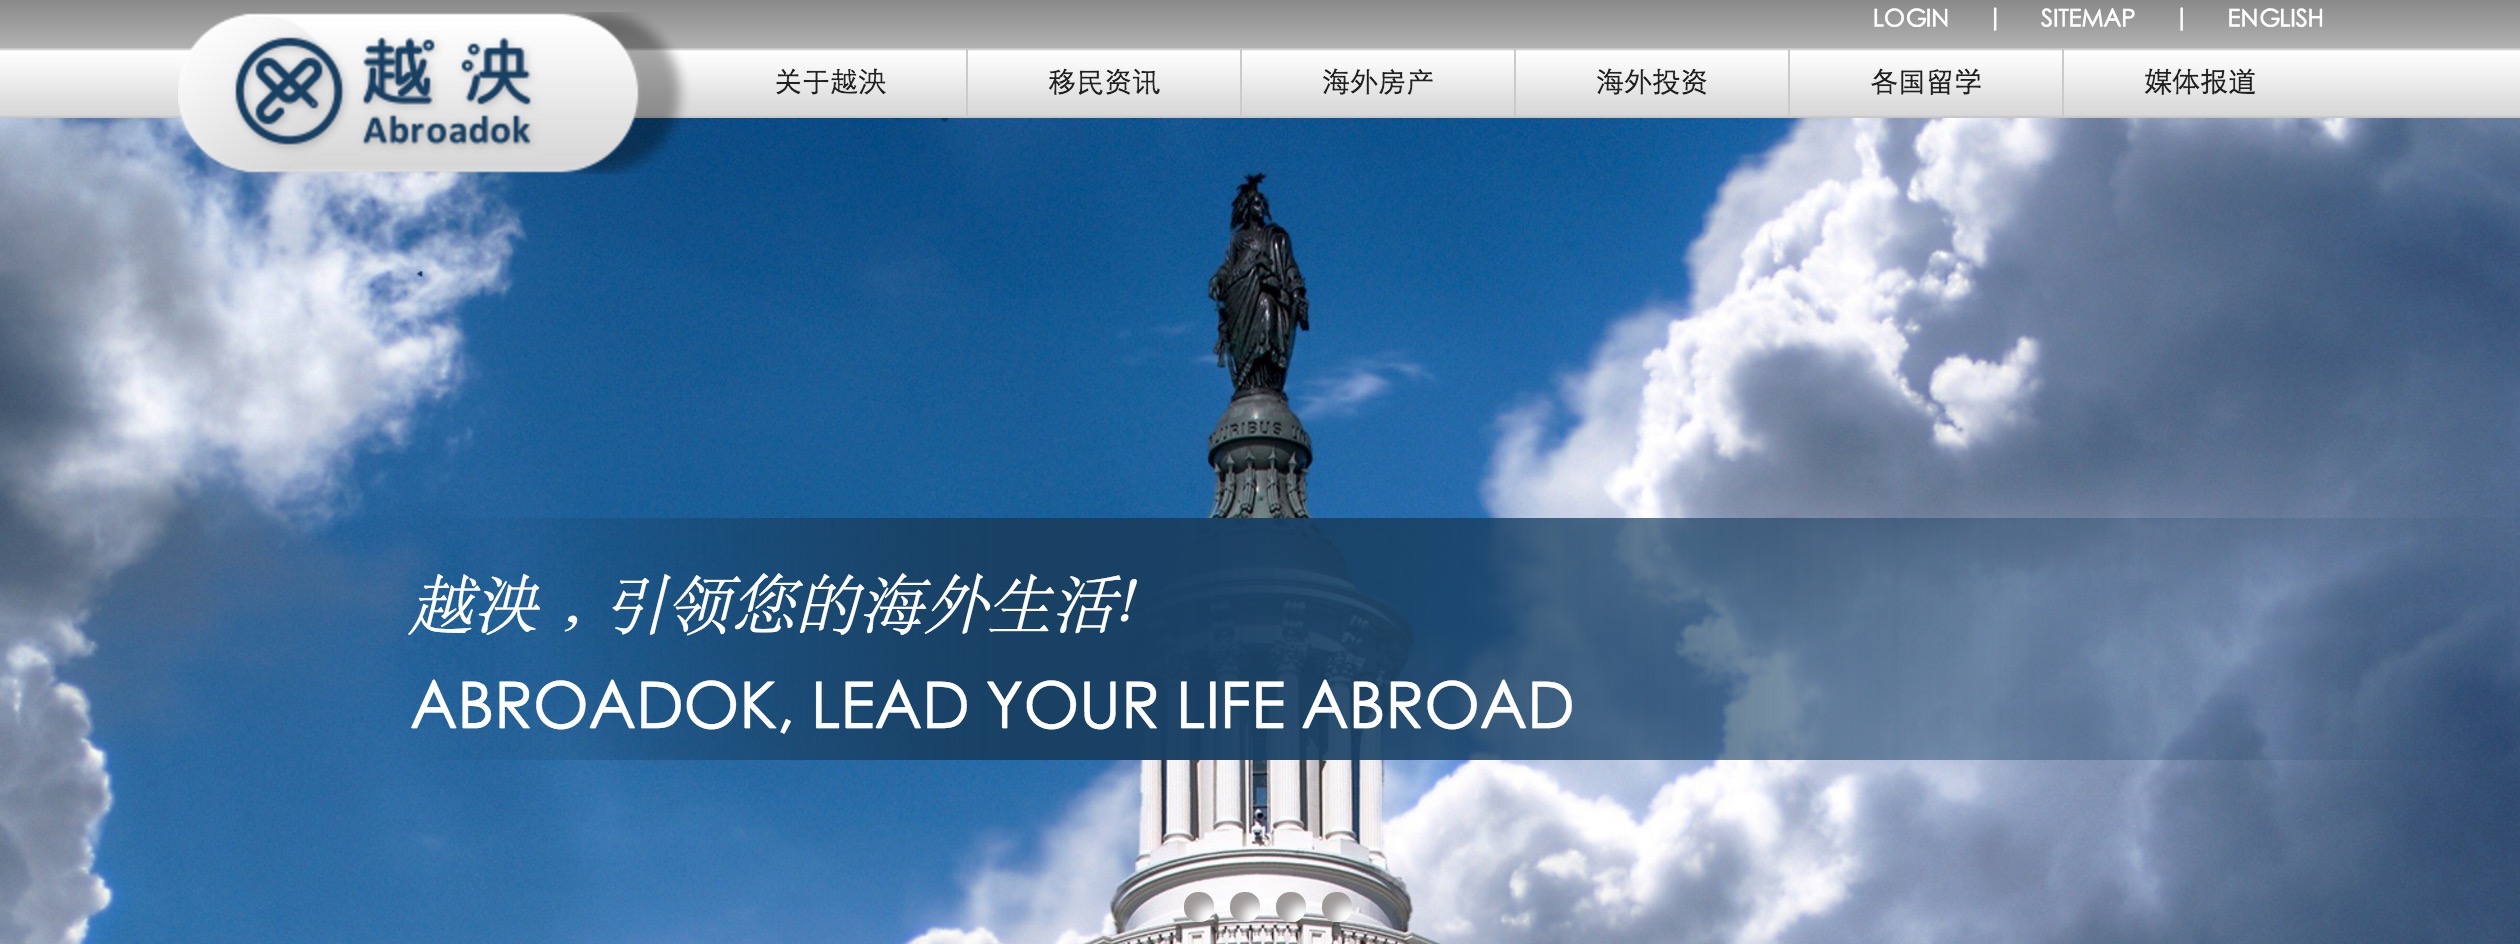 LOGIN | SITEMAP | ENGLISH
越泱
Abroadok
关于越泱 移民资讯 海外房产 海外投资 各国留学 媒体报道
URIBUS
越泱，引领您的海外生活!
ABROADOK, LEAD YOUR LIFE ABROAD